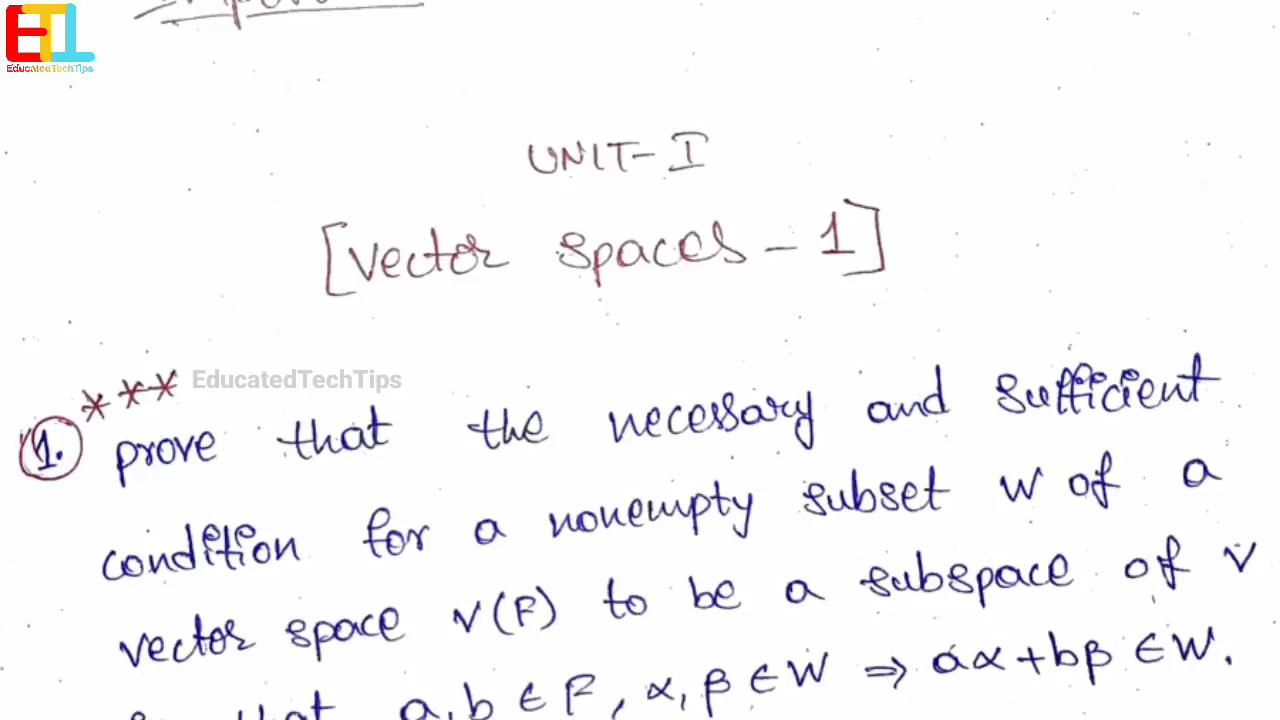 ETL
EducatedTechTips
UNIT-I
[vector spaces - 1]
*** EducatedTechTips
1. prove that the necessary and sufficient
condition for a nonempty subset W of a
vector space V(F) to be a subspace of V
that a, b ∈ F, α, β ∈ W ⇒ aα + bβ ∈ W.